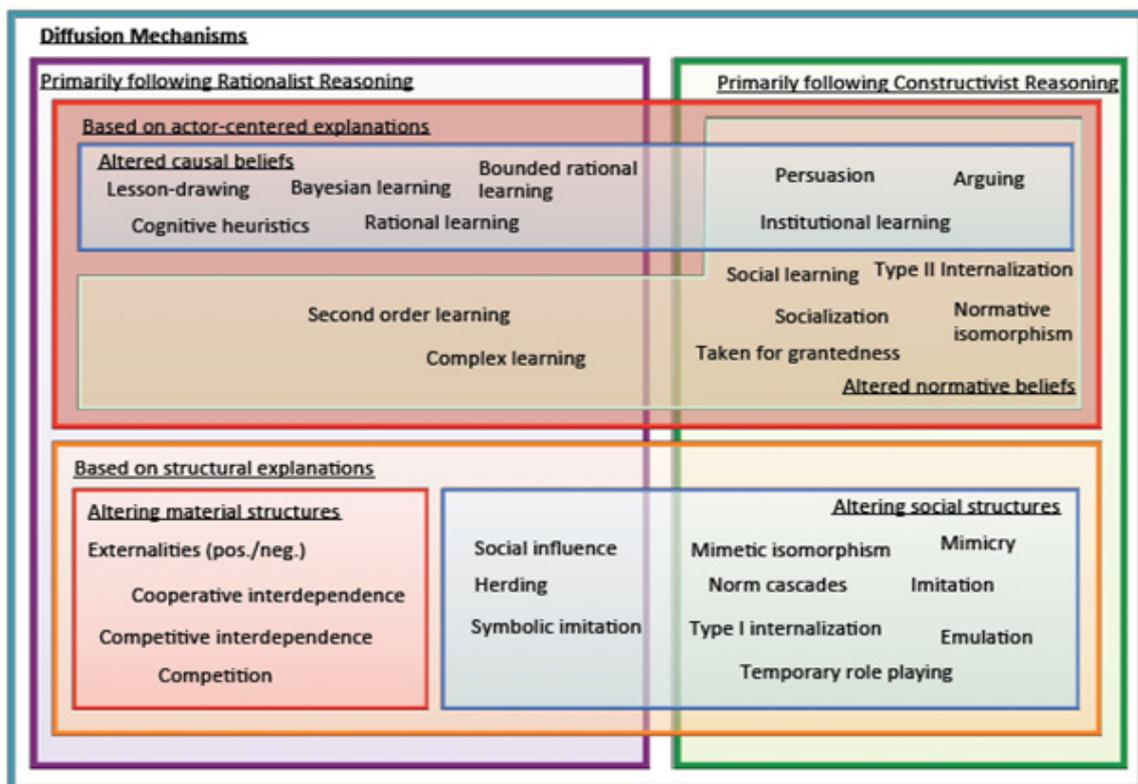 Diffusion Mechanisms
Primarily following Rationalist Reasoning
Primarily following Constructivist Reasoning
Based on actor-centered explanations
Altered causal beliefs
Lesson-drawing
Bayesian learning
Bounded rational
learning
Cognitive heuristics
Rational learning
Persuasion
Arguing
Institutional learning
Social learning
Type II Internalization
Second order learning
Socialization
Normative
isomorphism
Complex learning
Taken for grantedness
Altered normative beliefs
Based on structural explanations
Altering material structures
Externalities (pos./neg.)
Cooperative interdependence
Competitive interdependence
Competition
Altering social structures
Social influence
Mimetic isomorphism
Mimicry
Herding
Norm cascades
Imitation
Symbolic imitation
Type I internalization
Emulation
Temporary role playing